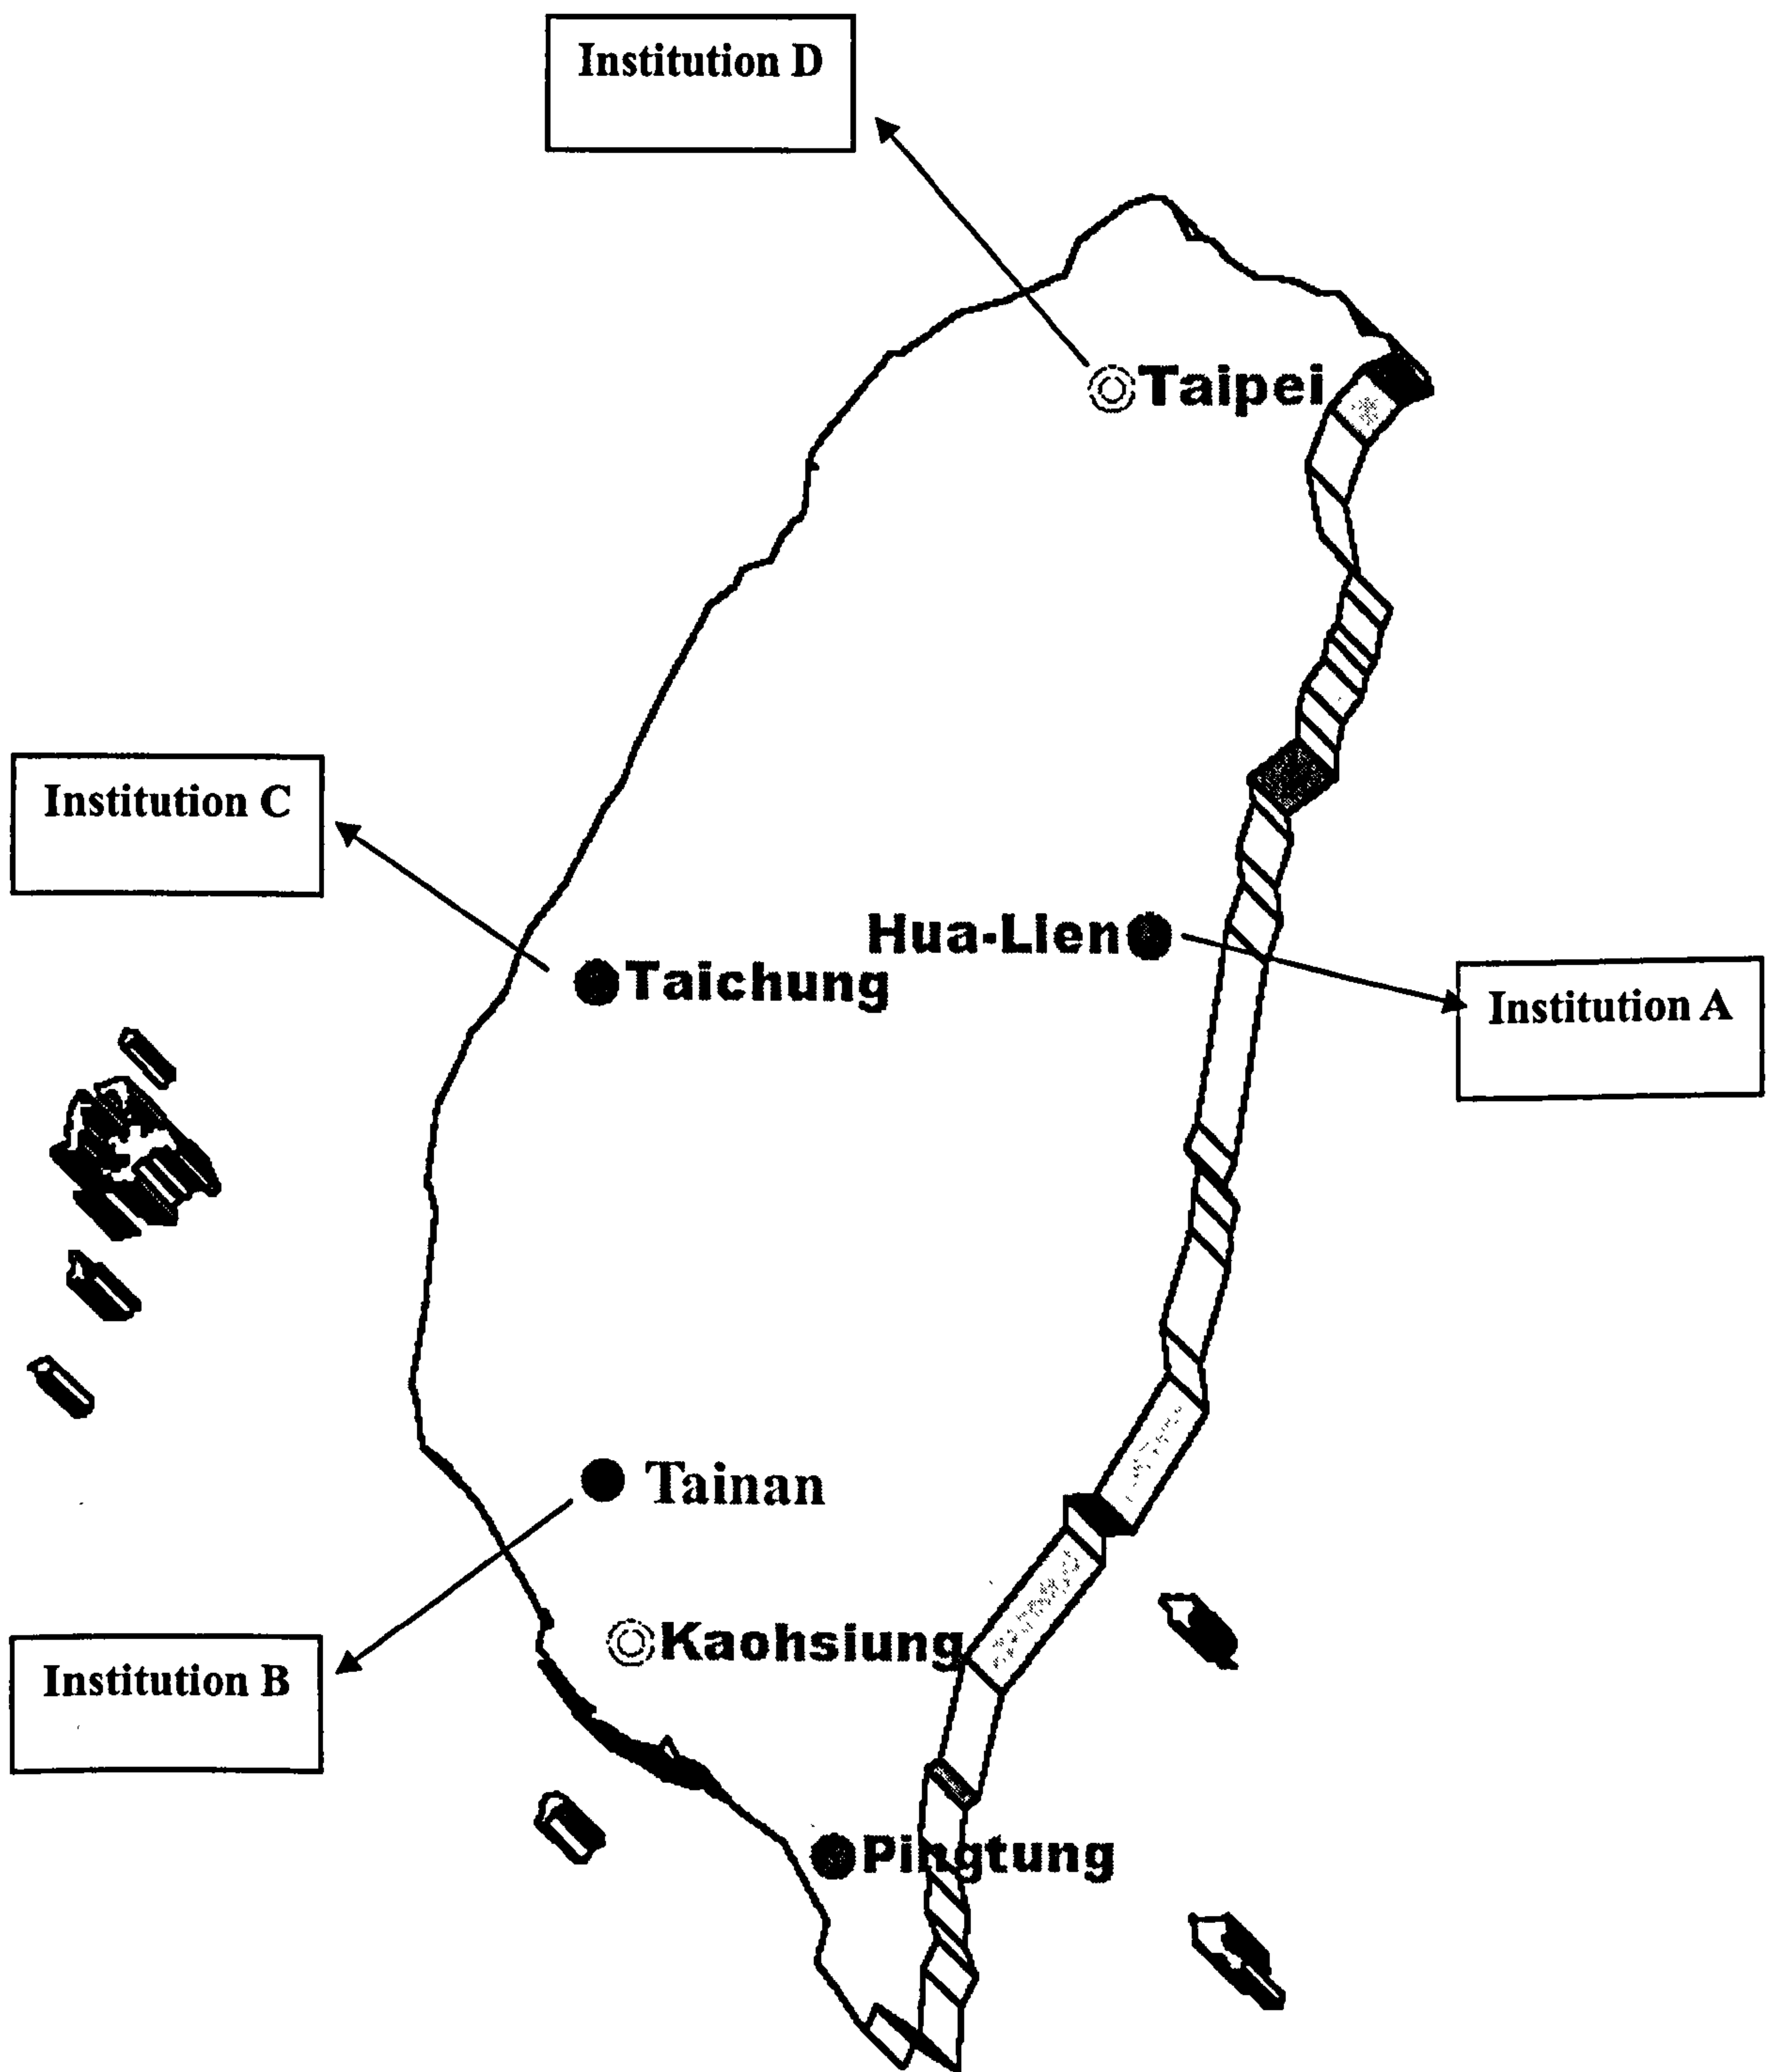 Institution D
Taipei
Institution C
Hua-Lien
Taichung
Institution A
Tainan
Kaohsiung
Institution B
Pingtung